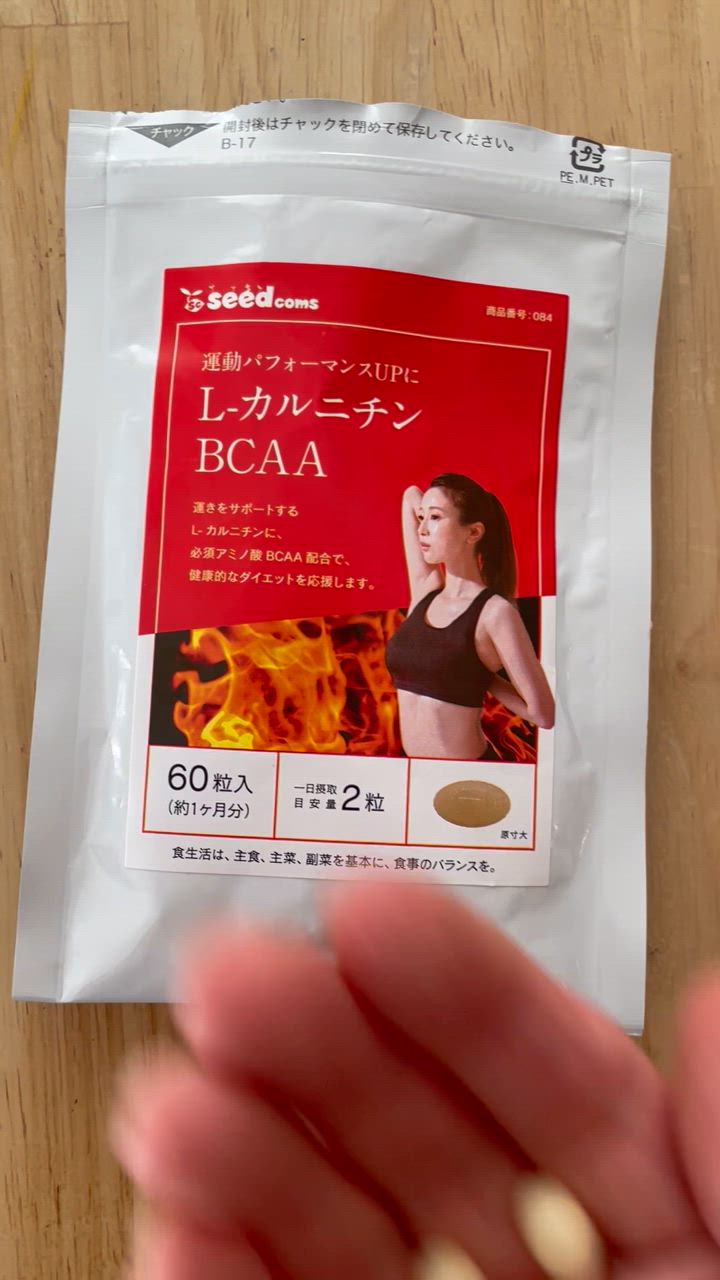 チャック
開封後はチャックを閉めて保存してください。
B-17
プラ
PE.M.PET
sc seedcoms
商品番号:084
運動パフォーマンスUPに
L-カルニチン
BCAA
運きをサポートする
L-カルニチンに、
必須アミノ酸BCAA配合で、
健康的なダイエットを応援します。
60粒入
(約1ヶ月分)
一日摂取
目安量
2粒
原寸大
食生活は、主食、主菜、副菜を基本に、食事のバランスを。